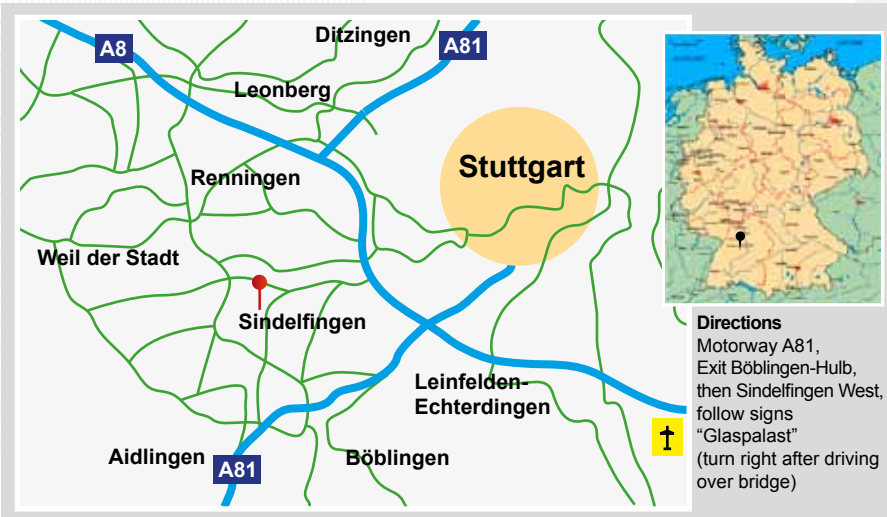 Ditzingen
A8
A81
Leonberg
Stuttgart
Renningen
Weil der Stadt
Sindelfingen
Leinfelden-
Echterdingen
Aidlingen
A81
Böblingen
Directions
Motorway A81,
Exit Böblingen-Hulb,
then Sindelfingen West,
follow signs
“Glaspalast”
(turn right after driving
over bridge)